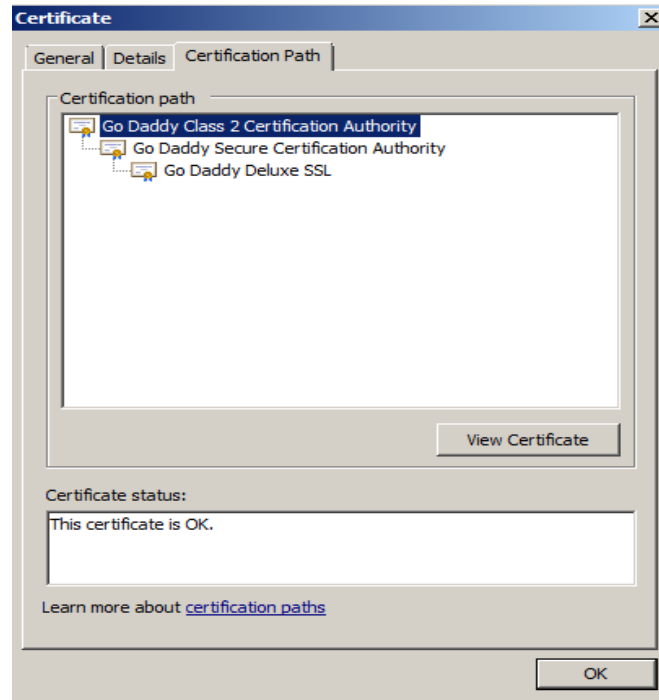 Certificate
General Details Certification Path
Certification path
Go Daddy Class 2 Certification Authority
Go Daddy Secure Certification Authority
Go Daddy Deluxe SSL
View Certificate
Certificate status:
This certificate is OK.
Learn more about certification paths
OK